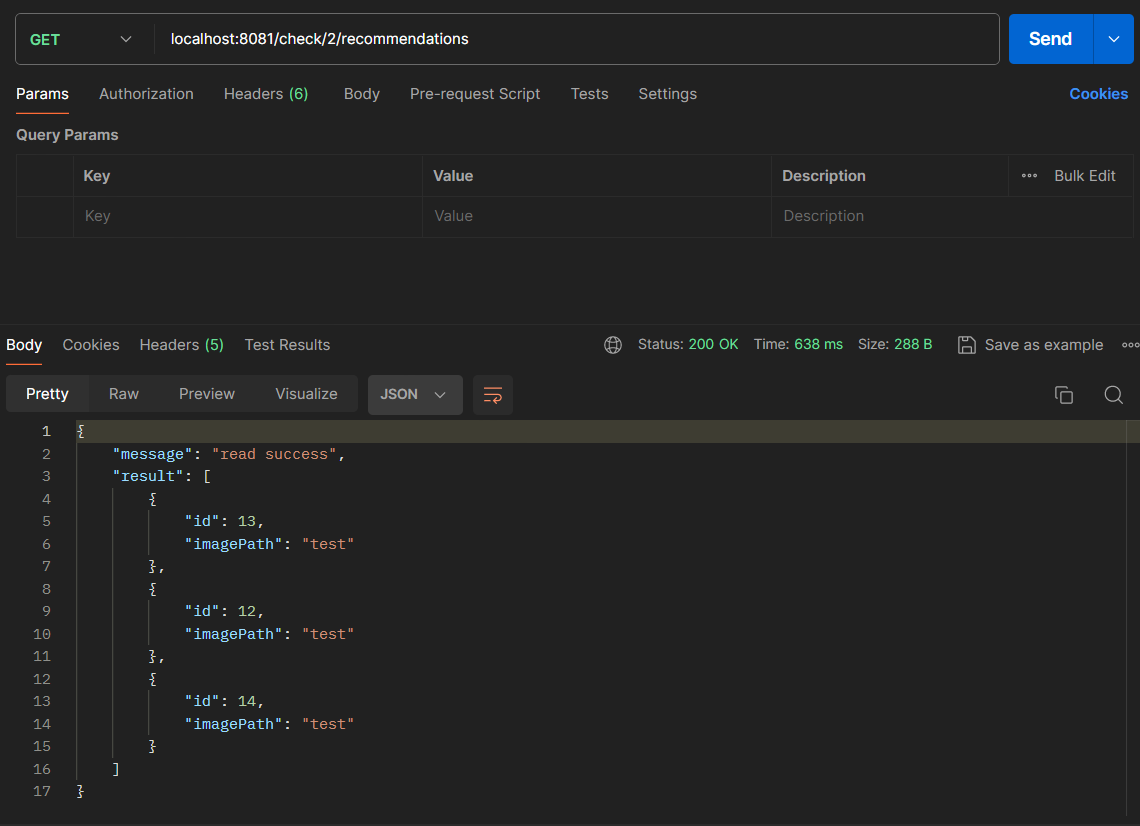 GET localhost:8081/check/2/recommendations Send
Params Authorization Headers (6) Body Pre-request Script Tests Settings Cookies
Query Params
Key Value Description Bulk Edit
Key Value Description
Body Cookies Headers (5) Test Results Status: 200 OK Time: 638 ms Size: 288 B Save as example
Pretty Raw Preview Visualize JSON
1 {
2 "message": "read success",
3 "result": [
4 {
5 "id": 13,
6 "imagePath": "test"
7 },
8 {
9 "id": 12,
10 "imagePath": "test"
11 },
12 {
13 "id": 14,
14 "imagePath": "test"
15 }
16 ]
17 }